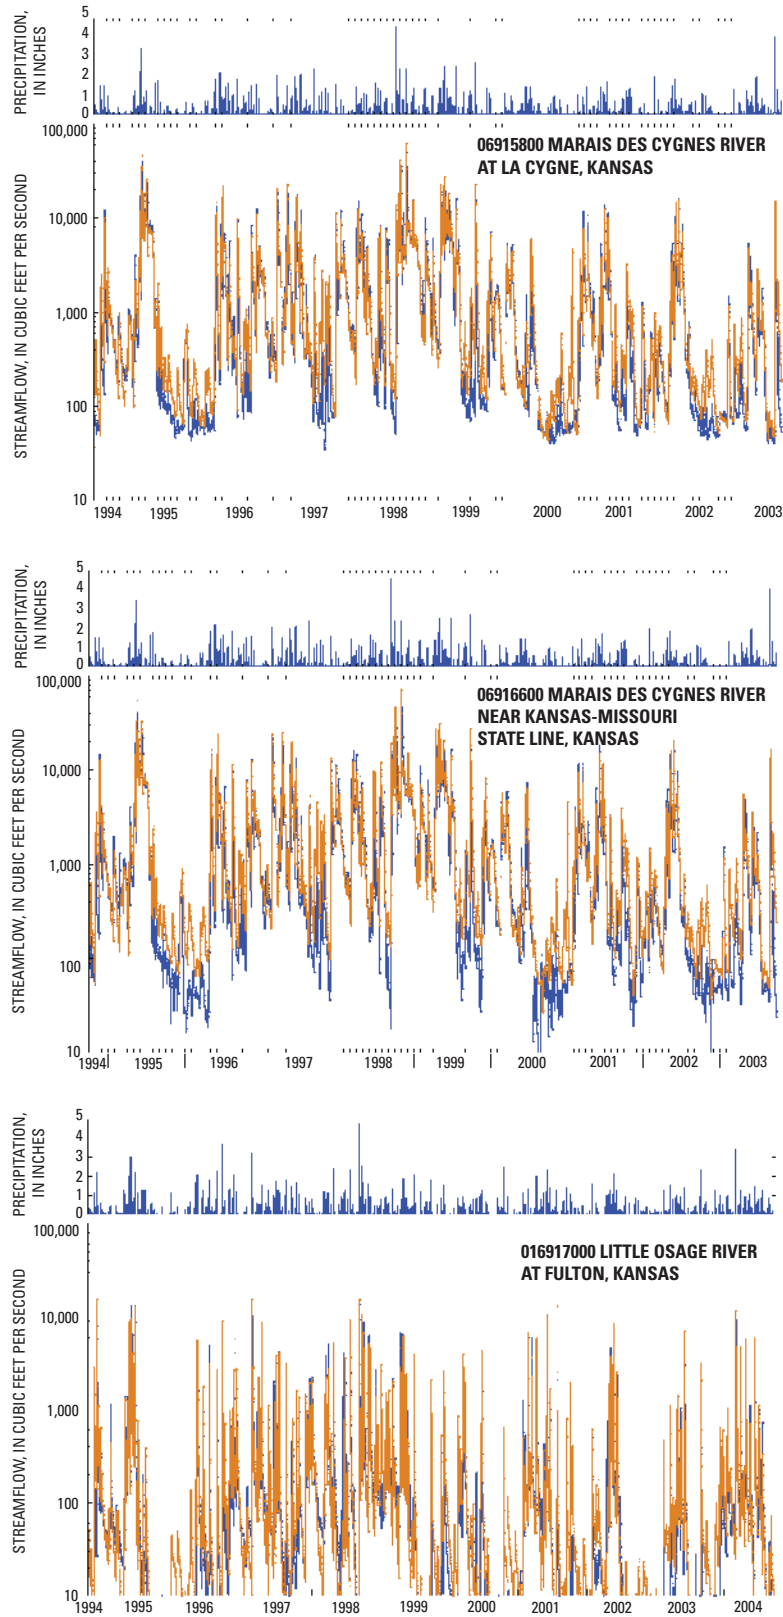 PRECIPITATION,
IN INCHES
5
4
3
2
1
0
06915800 MARAIS DES CYGNES RIVER
AT LA CYGNE, KANSAS
STREAMFLOW, IN CUBIC FEET PER SECOND
100,000
10,000
1,000
100
10
1994 1995 1996 1997 1998 1999 2000 2001 2002 2003
PRECIPITATION,
IN INCHES
5
4
3
2
1
0
06916600 MARAIS DES CYGNES RIVER
NEAR KANSAS-MISSOURI
STATE LINE, KANSAS
STREAMFLOW, IN CUBIC FEET PER SECOND
100,000
10,000
1,000
100
10
1994 1995 1996 1997 1998 1999 2000 2001 2002 2003
PRECIPITATION,
IN INCHES
5
4
3
2
1
0
016917000 LITTLE OSAGE RIVER
AT FULTON, KANSAS
STREAMFLOW, IN CUBIC FEET PER SECOND
100,000
10,000
1,000
100
10
1994 1995 1996 1997 1998 1999 2000 2001 2002 2003 2004